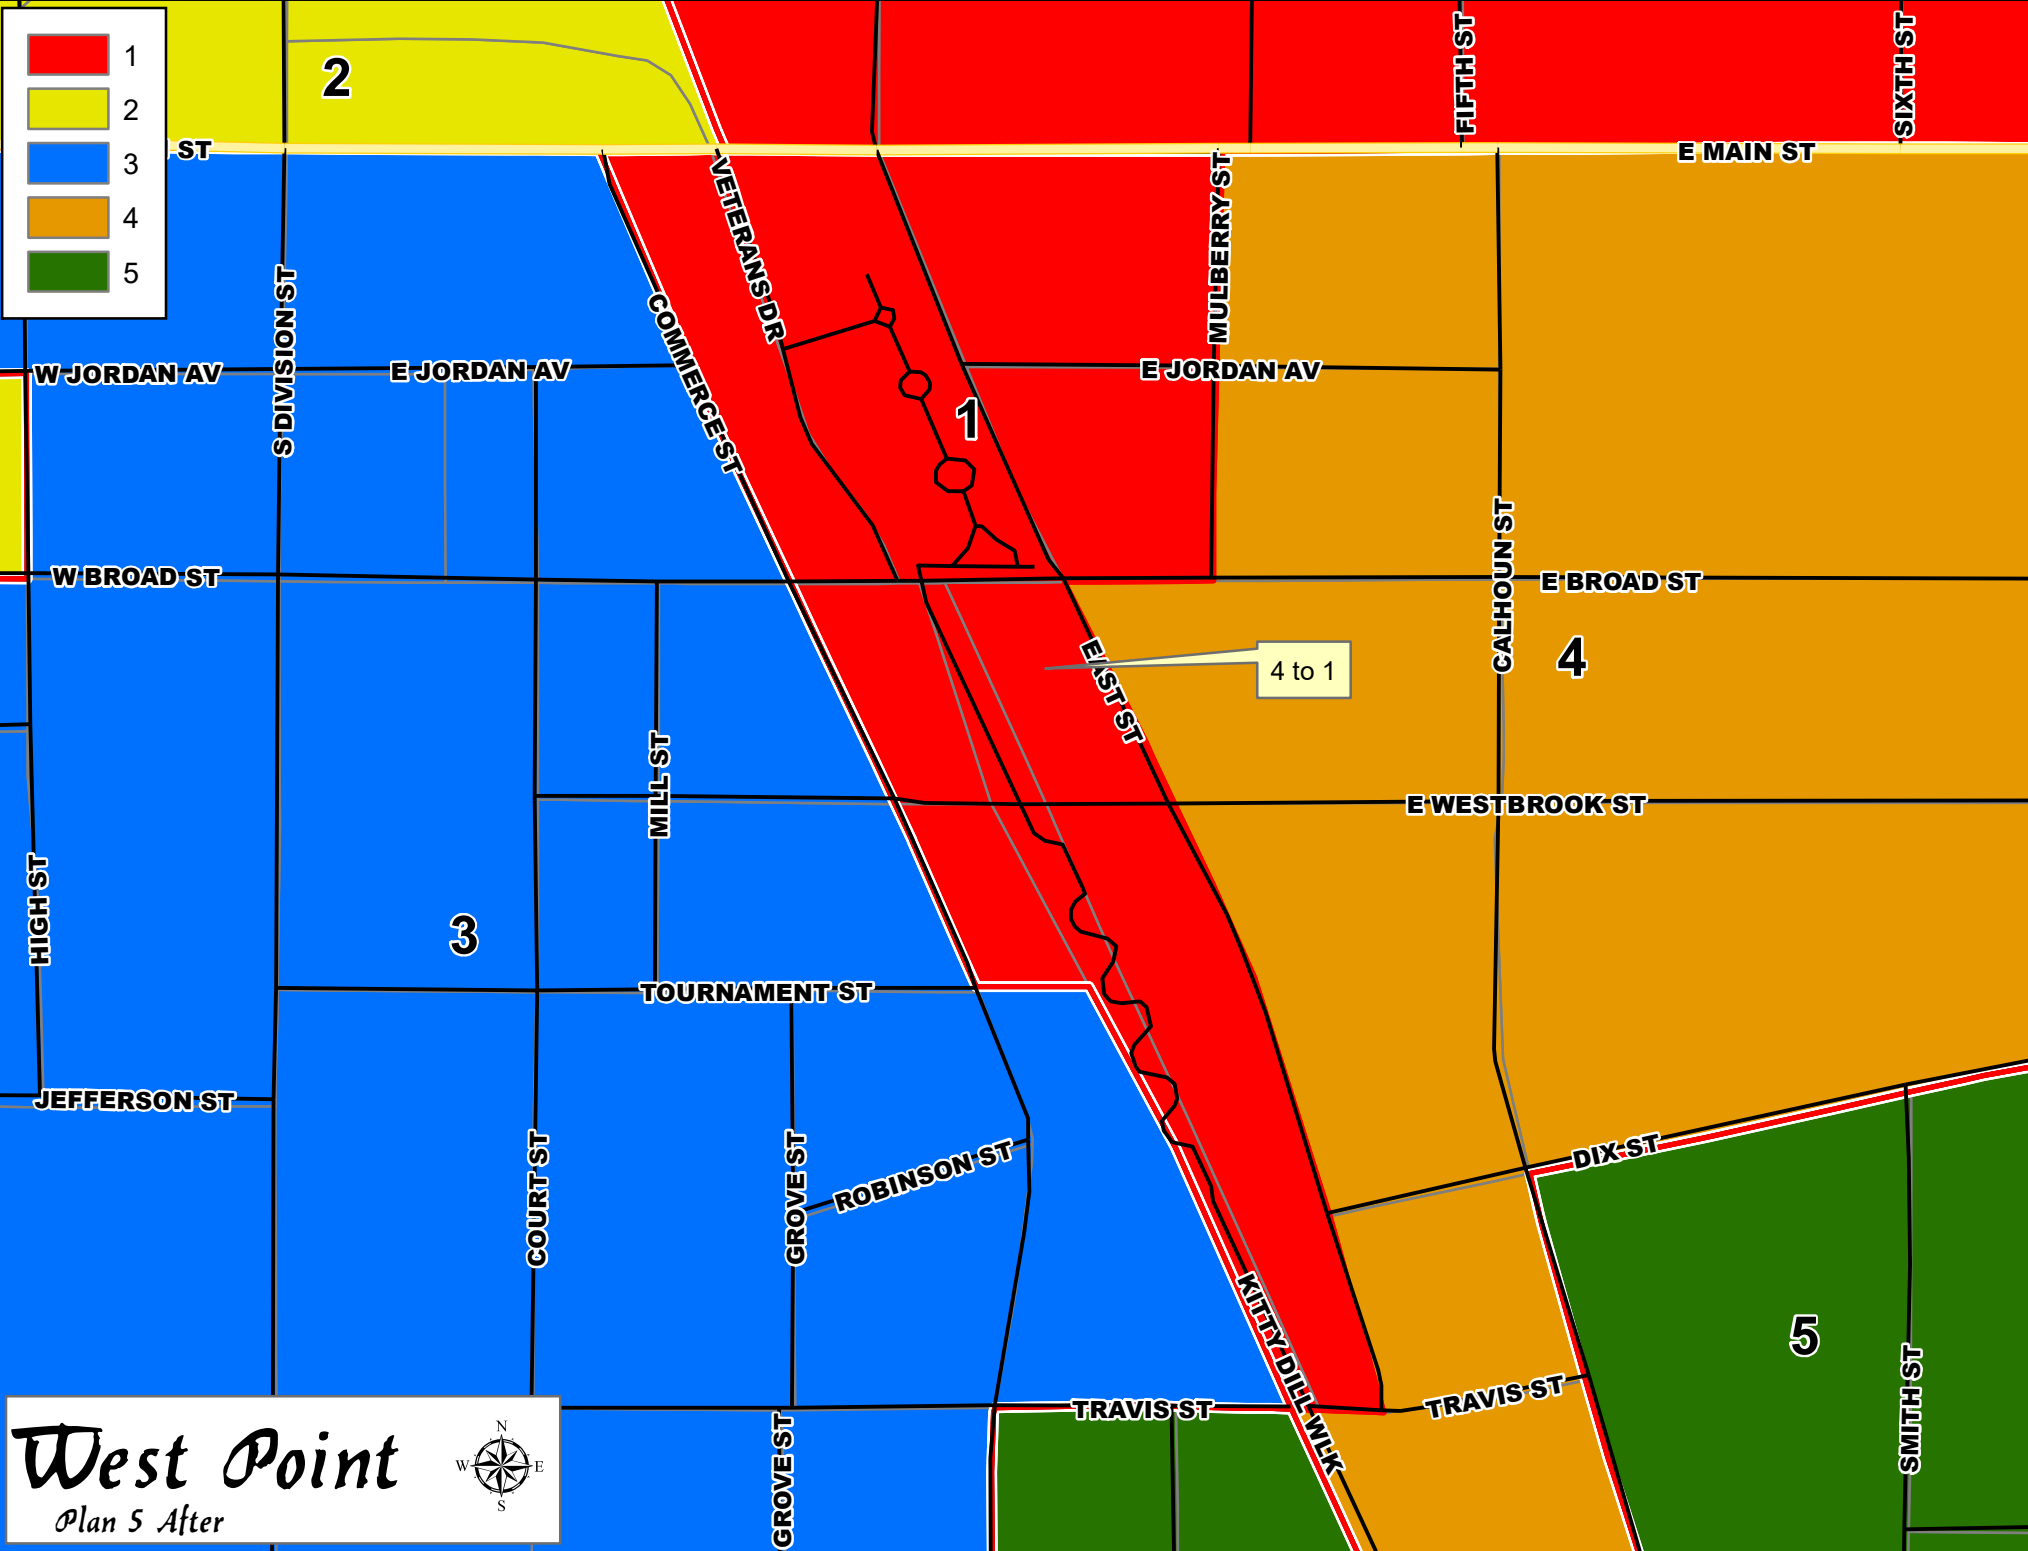 1
2
3
4
5
2
FIFTH ST
SIXTH ST
ST
E MAIN ST
VETERANS DR
MULBERRY ST
S DIVISION ST
COMMERCE ST
W JORDAN AV
E JORDAN AV
E JORDAN AV
1
W BROAD ST
E BROAD ST
CALHOUN ST
EAST ST
4 to 1
4
MILL ST
E WESTBROOK ST
HIGH ST
3
TOURNAMENT ST
JEFFERSON ST
COURT ST
GROVE ST
ROBINSON ST
DIX ST
KITTY DILL WLK
5
TRAVIS ST
TRAVIS ST
SMITH ST
GROVE ST
West Point
Plan 5 After
N
W E
S